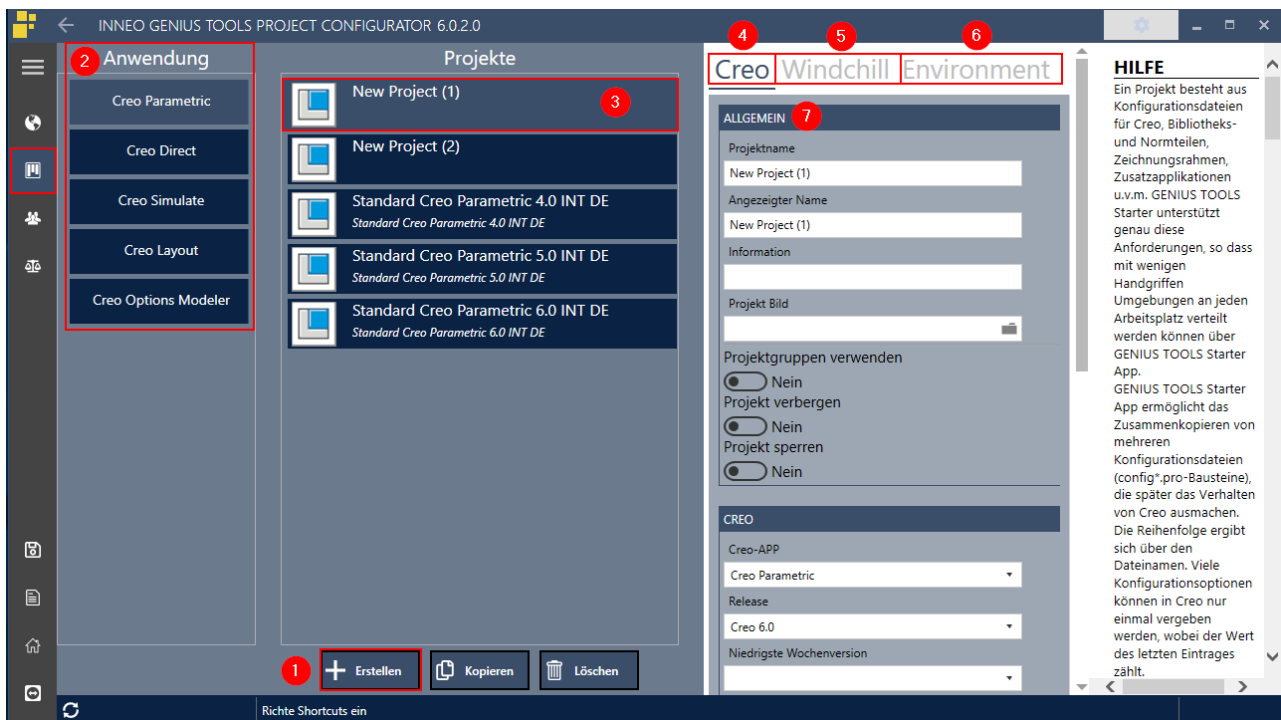 INNEO GENIUS TOOLS PROJECT CONFIGURATOR 6.0.2.0
2 Anwendung
Creo Parametric
Creo Direct
Creo Simulate
Creo Layout
Creo Options Modeler
Projekte
New Project (1)
3
New Project (2)
Standard Creo Parametric 4.0 INT DE
Standard Creo Parametric 4.0 INT DE
Standard Creo Parametric 5.0 INT DE
Standard Creo Parametric 5.0 INT DE
Standard Creo Parametric 6.0 INT DE
Standard Creo Parametric 6.0 INT DE
1 Erstellen
Kopieren
Löschen
4 5 6
Creo Windchill Environment
ALLGEMEIN 7
Projektname
New Project (1)
Angezeigter Name
New Project (1)
Information
Projekt Bild
Projektgruppen verwenden
Nein
Projekt verbergen
Nein
Projekt sperren
Nein
CREO
Creo-APP
Creo Parametric
Release
Creo 6.0
Niedrigste Wochenversion
HILFE
Ein Projekt besteht aus
Konfigurationsdateien
für Creo, Bibliotheks-
und Normteilen,
Zeichnungsrahmen,
Zusatzapplikationen
u.v.m. GENIUS TOOLS
Starter unterstützt
genau diese
Anforderungen, so dass
mit wenigen
Handgriffen
Umgebungen an jeden
Arbeitsplatz verteilt
werden können über
GENIUS TOOLS Starter
App.
GENIUS TOOLS Starter
App ermöglicht das
Zusammenkopieren von
mehreren
Konfigurationsdateien
(config*.pro-Bausteine),
die später das Verhalten
von Creo ausmachen.
Die Reihenfolge ergibt
sich über den
Dateinamen. Viele
Konfigurationsoptionen
können in Creo nur
einmal vergeben
werden, wobei der Wert
des letzten Eintrages
zählt.
Richte Shortcuts ein